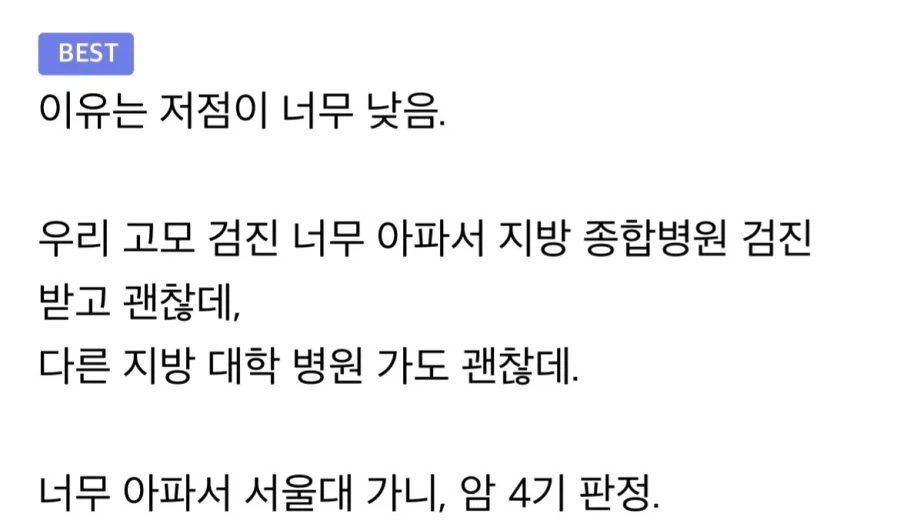 BEST
이유는 저점이 너무 낮음.
우리 고모 검진 너무 아파서 지방 종합병원 검진
받고 괜찮데,
다른 지방 대학 병원 가도 괜찮데.
너무 아파서 서울대 가니, 암 4기 판정.